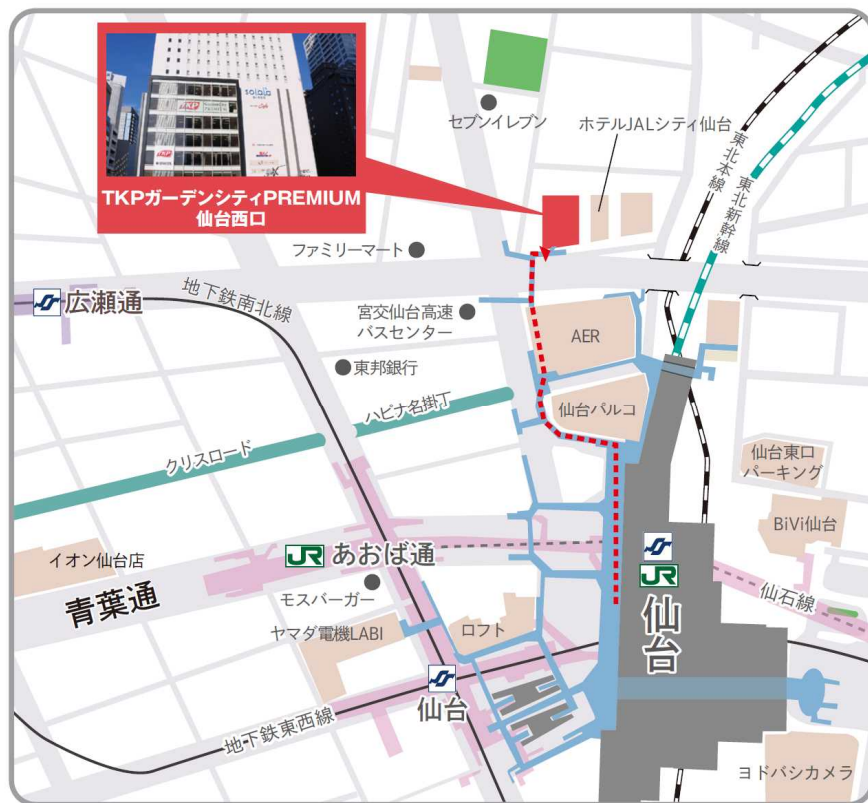 solaria
TKP
TKP
TKPガーデンシティPREMIUM
仙台西口
セブンイレブン
ホテルJALシティ仙台
東北本線
東北新幹線
ファミリーマート
広瀬通
地下鉄南北線
宮交仙台高速
バスセンター
AER
東邦銀行
仙台パルコ
ハピナ名掛丁
クリスロード
仙台東口
パーキング
BiVi仙台
イオン仙台店
JR
あおば通
JR
仙台
仙石線
青葉通
モスバーガー
ヤマダ電機LABI
ロフト
仙台
地下鉄東西線
ヨドバシカメラ